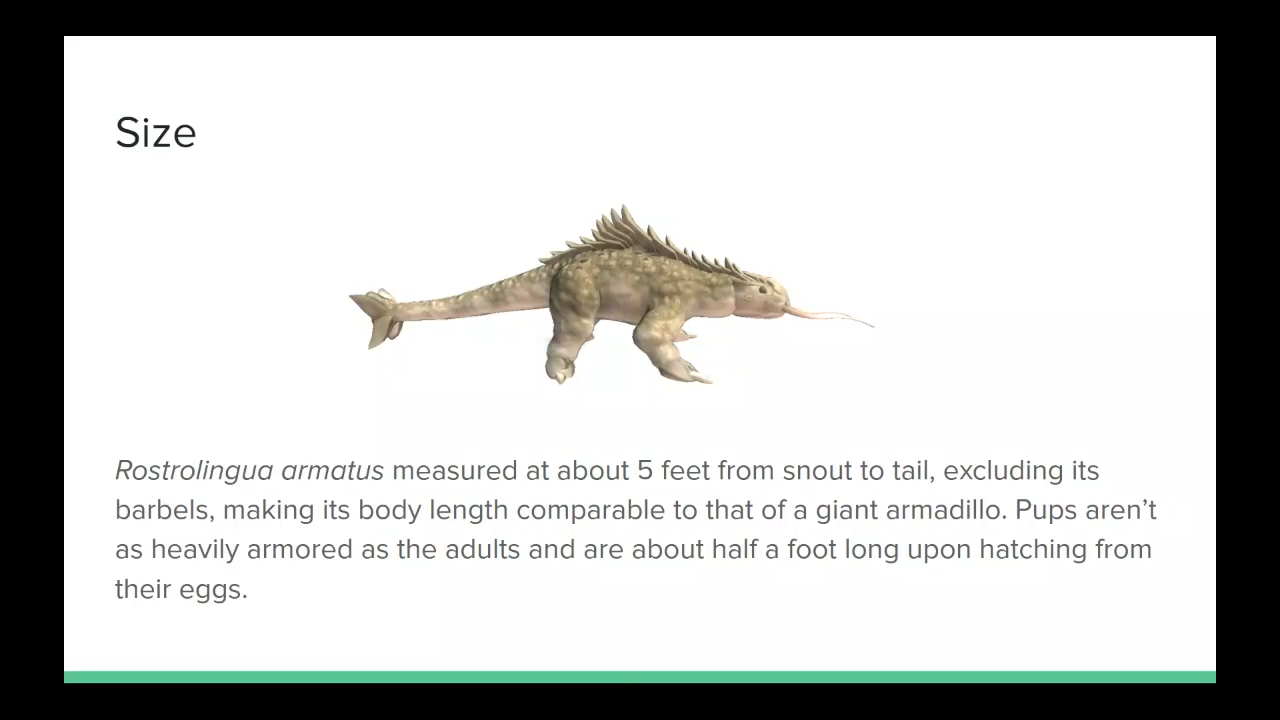 Size
Rostrolingua armatus measured at about 5 feet from snout to tail, excluding its
barbels, making its body length comparable to that of a giant armadillo. Pups aren’t
as heavily armored as the adults and are about half a foot long upon hatching from
their eggs.